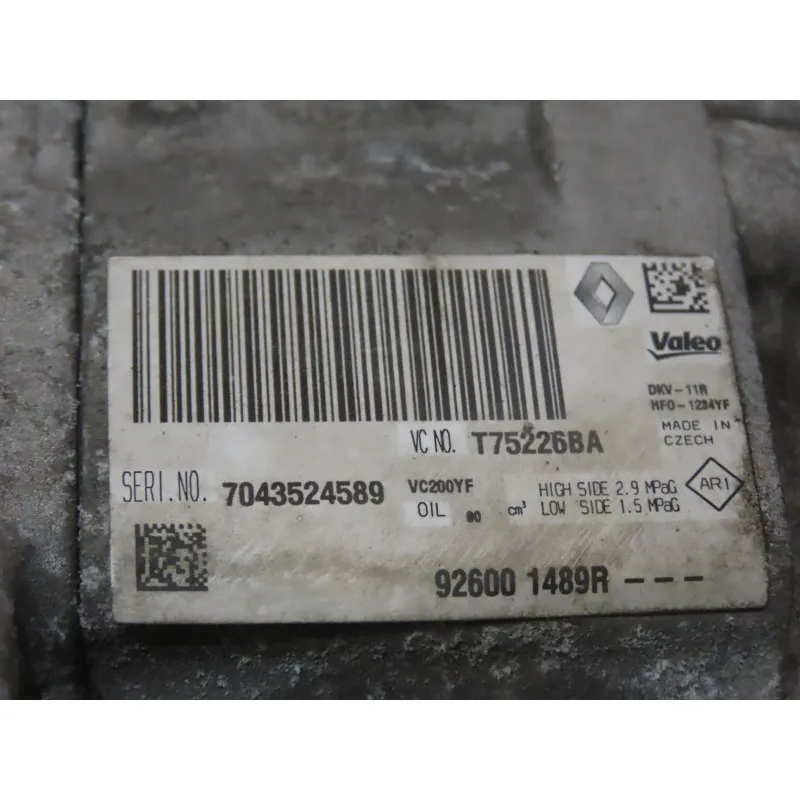 Valeo
DKV-11R
HFO-1234YF
MADE IN
CZECH
VC NO. T75226BA
SERI.NO. 7043524589
VC200YF
OIL 80 cm³
HIGH SIDE 2.9 MPaG
LOW SIDE 1.5 MPaG
AR1
92600 1489R---